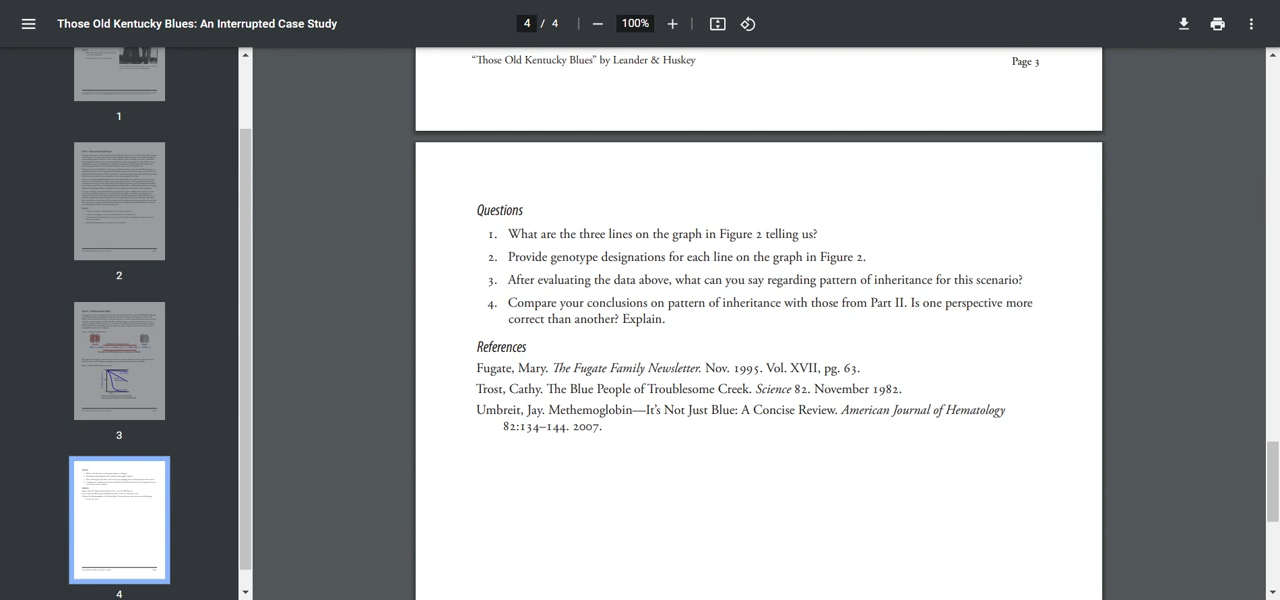 Those Old Kentucky Blues: An Interrupted Case Study
4 / 4
100%
1
2
3
4
“Those Old Kentucky Blues” by Leander & Huskey
Page 3
Questions
1. What are the three lines on the graph in Figure 2 telling us?
2. Provide genotype designations for each line on the graph in Figure 2.
3. After evaluating the data above, what can you say regarding pattern of inheritance for this scenario?
4. Compare your conclusions on pattern of inheritance with those from Part II. Is one perspective more
correct than another? Explain.
References
Fugate, Mary. The Fugate Family Newsletter. Nov. 1995. Vol. XVII, pg. 63.
Trost, Cathy. The Blue People of Troublesome Creek. Science 82. November 1982.
Umbreit, Jay. Methemoglobin—It’s Not Just Blue: A Concise Review. American Journal of Hematology
82:134–144. 2007.